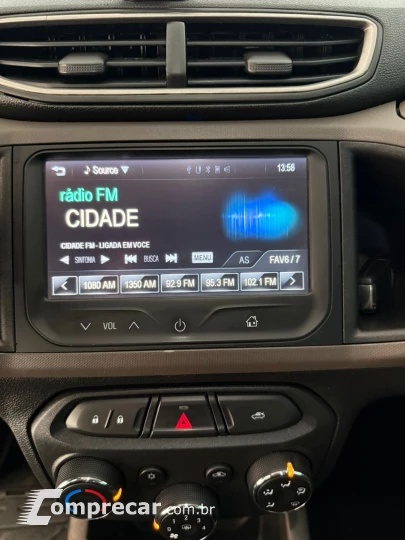 Source 13:58
rádio FM
CIDADE
CIDADE FM - LIGADA EM VOCE
SINTONIA BUSCA MENU AS FAV6/7
1080 AM 1350 AM 92.9 FM 95.3 FM 102.1 FM
VOL
Comprecar.com.br